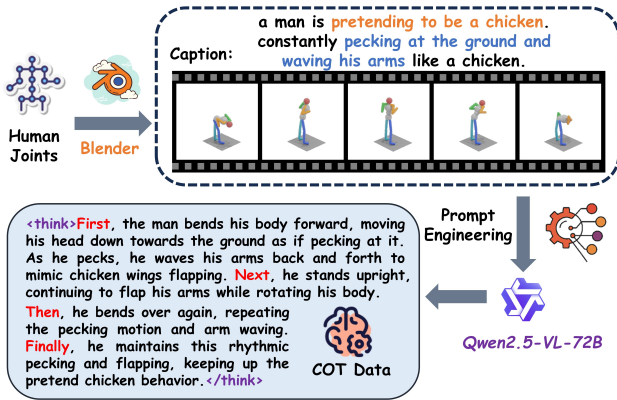 a man is pretending to be a chicken.
constantly pecking at the ground and
waving his arms like a chicken.
Caption:
Human
Joints
Blender
Prompt
Engineering
Qwen2.5-VL-72B
<think>First, the man bends his body forward, moving
his head down towards the ground as if pecking at it.
As he pecks, he waves his arms back and forth to
mimic chicken wings flapping. Next, he stands upright,
continuing to flap his arms while rotating his body.
Then, he bends over again, repeating
the pecking motion and arm waving.
Finally, he maintains this rhythmic
pecking and flapping, keeping up the
pretend chicken behavior.</think>
COT Data